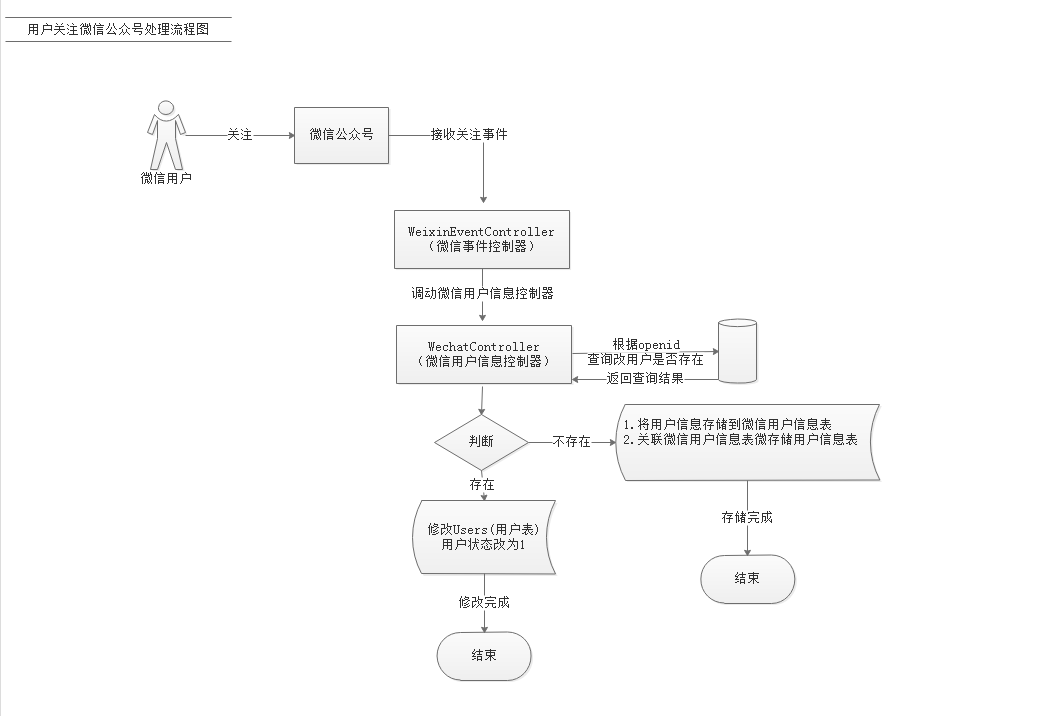 用户关注微信公众号处理流程图
关注
微信公众号
接收关注事件
微信用户
WeixinEventController
（微信事件控制器）
调动微信用户信息控制器
WechatController
（微信用户信息控制器）
根据openid
查询改用户是否存在
返回查询结果
判断
不存在
1.将用户信息存储到微信用户信息表
2.关联微信用户信息表微存储用户信息表
存在
存储完成
修改Users(用户表)
用户状态改为1
结束
修改完成
结束